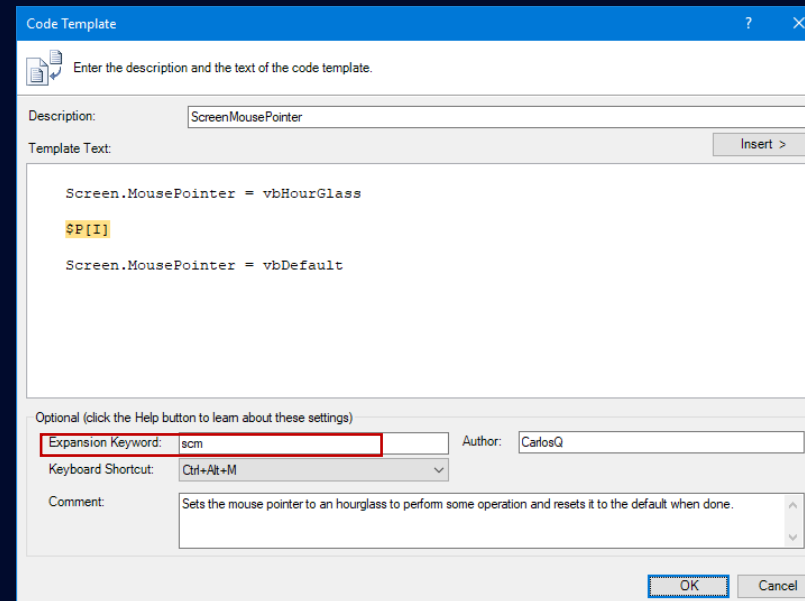 Code Template
Enter the description and the text of the code template.
Description: ScreenMousePointer
Template Text: Insert >
Screen.MousePointer = vbHourGlass
$P[I]
Screen.MousePointer = vbDefault
Optional (click the Help button to learn about these settings)
Expansion Keyword: scm Author: CarlosQ
Keyboard Shortcut: Ctrl+Alt+M
Comment: Sets the mouse pointer to an hourglass to perform some operation and resets it to the default when done.
OK Cancel